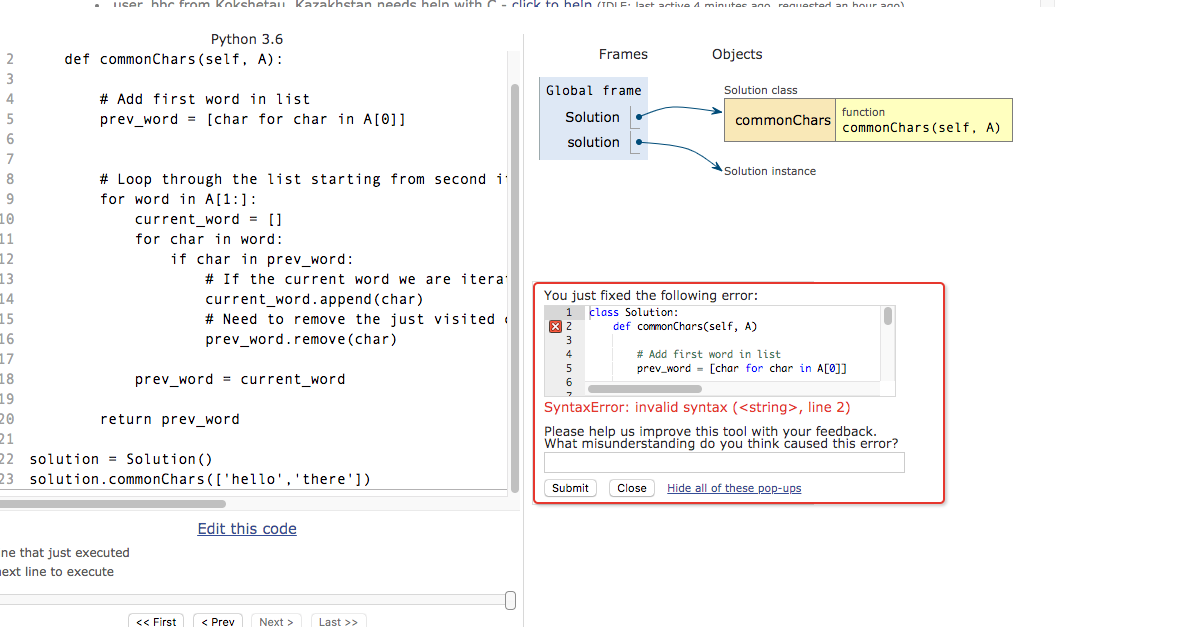 user_bbc from Kokshetau, Kazakhstan needs help with C - click to help (IDLE: last active 4 minutes ago, requested an hour ago)
Python 3.6
2 def commonChars(self, A):
3
4 # Add first word in list
5 prev_word = [char for char in A[0]]
6
7
8 # Loop through the list starting from second
9 for word in A[1:]:
10 current_word = []
11 for char in word:
12 if char in prev_word:
13 # If the current word we are
14 current_word.append(char)
15 # Need to remove the just visited
16 prev_word.remove(char)
17
18 prev_word = current_word
19
20 return prev_word
21
22 solution = Solution()
23 solution.commonChars(['hello','there'])
Edit this code
ne that just executed
next line to execute
<< First < Prev Next > Last >>
Frames Objects
Global frame
Solution
solution
Solution class
commonChars
function
commonChars(self, A)
Solution instance
You just fixed the following error:
1 class Solution:
2 def commonChars(self, A)
3
4 # Add first word in list
5 prev_word = [char for char in A[0]]
6
7
SyntaxError: invalid syntax (<string>, line 2)
Please help us improve this tool with your feedback.
What misunderstanding do you think caused this error?
Submit Close Hide all of these pop-ups